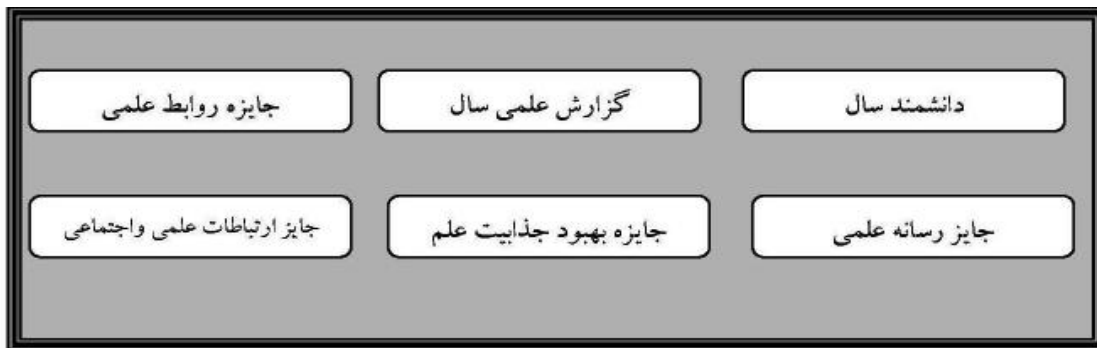 دانشمند سال
گزارش علمی سال
جایزه روابط علمی
جایز رسانه علمی
جایزه بهبود جذابیت علم
جایز ارتباطات علمی واجتماعی